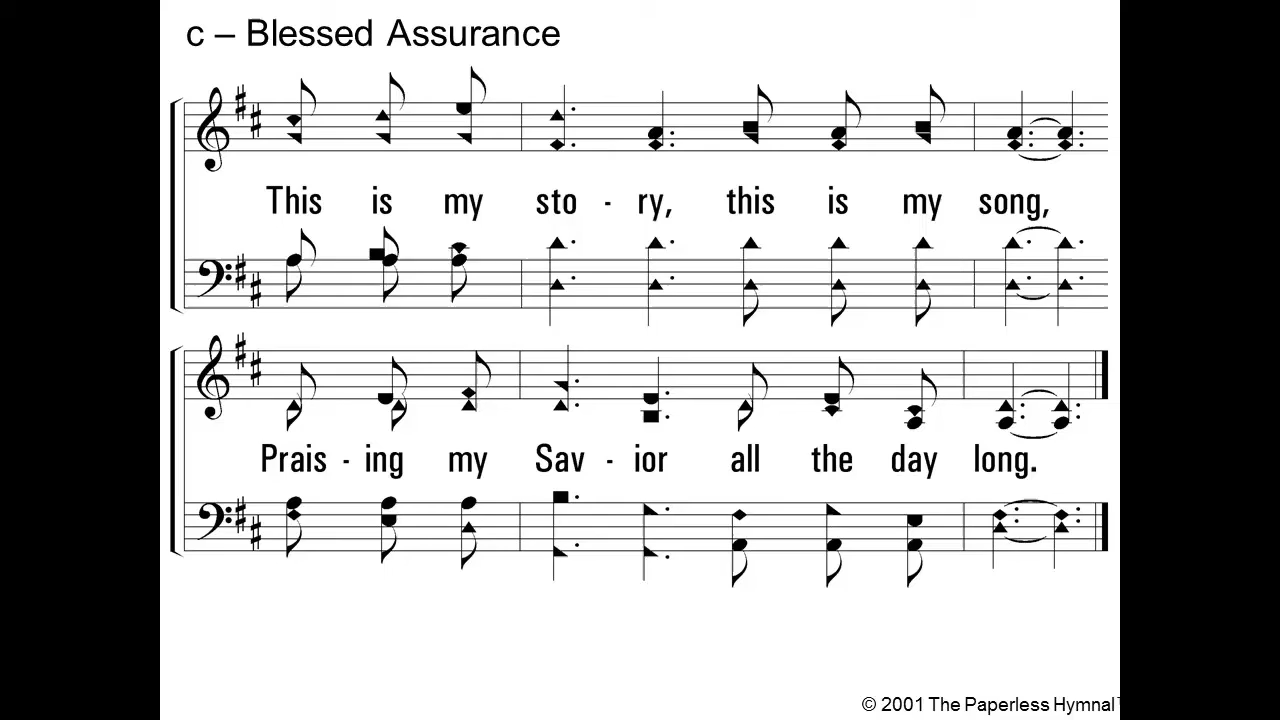 c – Blessed Assurance
This is my sto - ry, this is my song,
Prais - ing my Sav - ior all the day long.
© 2001 The Paperless Hymnal™